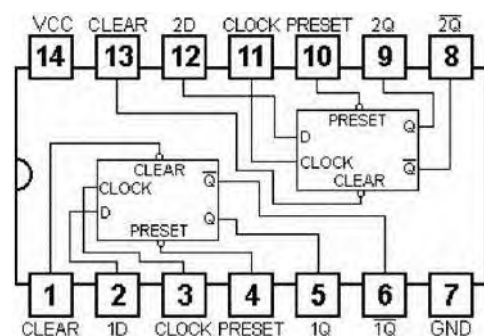 VCC CLEAR 2D CLOCK PRESET 2Q 2Q
14 13 12 11 10 9 8
PRESET
D Q
CLOCK Q
CLEAR
CLEAR
CLOCK Q
D Q
PRESET
1 2 3 4 5 6 7
CLEAR 1D CLOCK PRESET 1Q 1Q GND